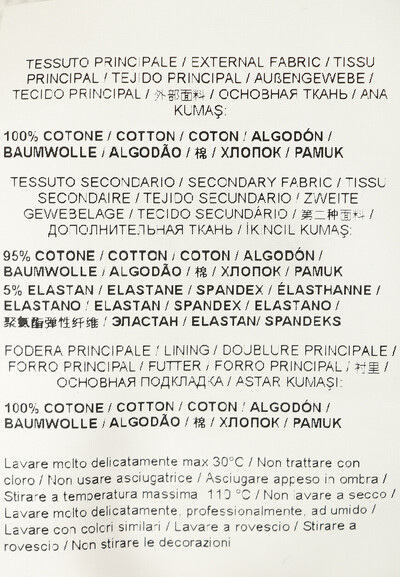 TESSUTO PRINCIPALE / EXTERNAL FABRIC / TISSU
PRINCIPAL / TEJIDO PRINCIPAL / AUßENGEWEBE /
TECIDO PRINCIPAL / 外部面料 / ОСНОВНАЯ ТКАНЬ / ANA
KUMAŞ:
100% COTONE / COTTON / COTON / ALGODÓN /
BAUMWOLLE / ALGODÃO / 棉 / ХЛОПОК / PAMUK
TESSUTO SECONDARIO / SECONDARY FABRIC / TISSU
SECONDAIRE / TEJIDO SECUNDARIO / ZWEITE
GEWEBELAGE / TECIDO SECUNDÁRIO / 第二种面料 /
ДОПОЛНИТЕЛЬНАЯ ТКАНЬ / İKINCIL KUMAŞ:
95% COTONE / COTTON / COTON / ALGODÓN /
BAUMWOLLE / ALGODÃO / 棉 / ХЛОПОК / PAMUK
5% ELASTAN / ELASTANE / SPANDEX / ÉLASTHANNE /
ELASTANO / ELASTAN / SPANDEX / ELASTANO /
聚氨酯弹性纤维 / ЭЛАСТАН / ELASTAN/ SPANDEKS
FODERA PRINCIPALE / LINING / DOUBLURE PRINCIPALE /
FORRO PRINCIPAL / FUTTER / FORRO PRINCIPAL / 衬里 /
ОСНОВНАЯ ПОДКЛАДКА / ASTAR KUMAŞI:
100% COTONE / COTTON / COTON / ALGODÓN /
BAUMWOLLE / ALGODÃO / 棉 / ХЛОПОК / PAMUK
Lavare molto delicatamente max 30°C / Non trattare con
cloro / Non usare asciugatrice / Asciugare appeso in ombra /
Stirare a temperatura massima 110°C / Non lavare a secco /
Lavare molto delicatamente, professionalmente, ad umido /
Lavare con colori similari / Lavare a rovescio / Stirare a
rovescio / Non stirare le decorazioni